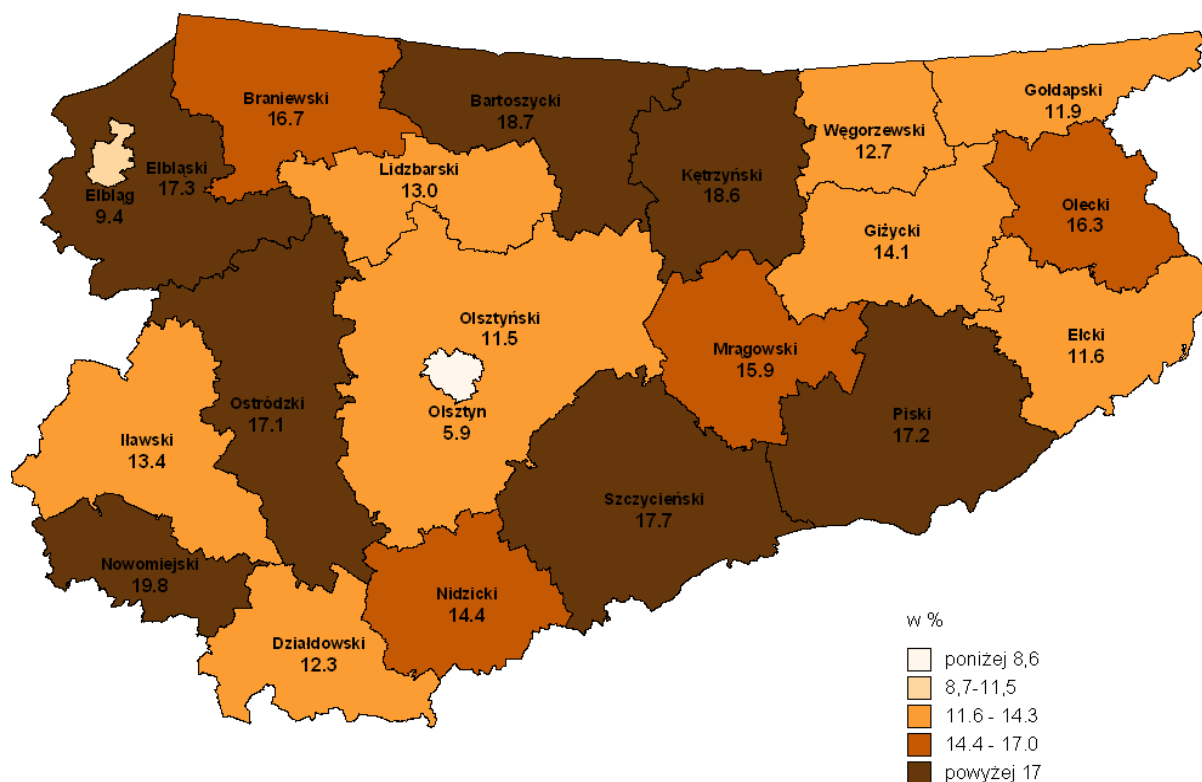 Braniewski
16.7
Bartoszycki
18.7
Gołdapski
11.9
Węgorzewski
12.7
Elbląski
17.3
Elbląg
9.4
Lidzbarski
13.0
Kętrzyński
18.6
Olecki
16.3
Giżycki
14.1
Olsztyński
11.5
Ełcki
11.6
Mrągowski
15.9
Ostródzki
17.1
Olsztyn
5.9
Piski
17.2
Iławski
13.4
Szczycieński
17.7
Nowomiejski
19.8
Nidzicki
14.4
Działdowski
12.3
w %
poniżej 8,6
8,7-11,5
11.6 - 14.3
14.4 - 17.0
powyżej 17